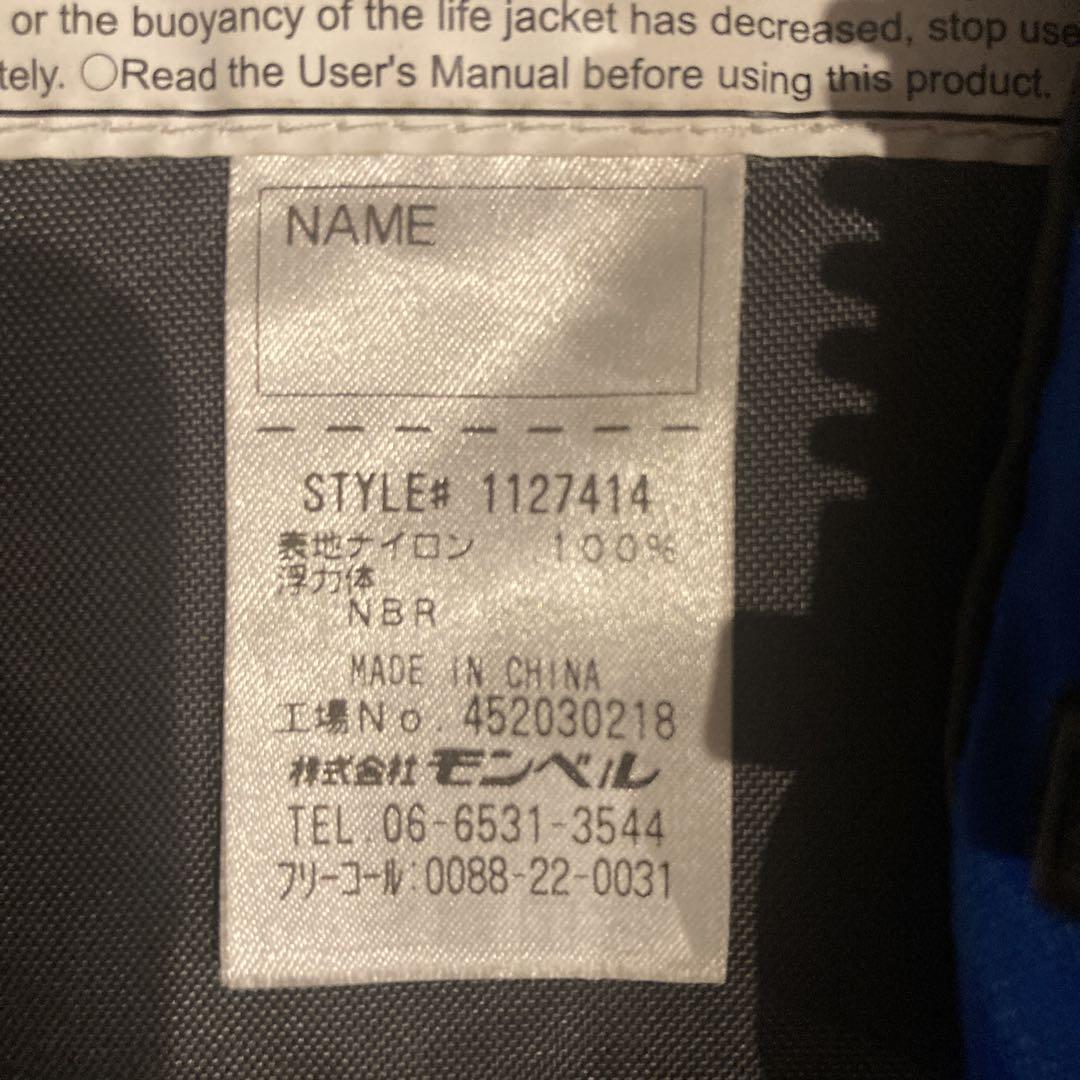 or the buoyancy of the life jacket has decreased, stop use
tely. ○Read the User's Manual before using this product.
NAME
STYLE# 1127414
表地ナイロン 100%
浮力体
NBR
MADE IN CHINA
工場No. 452030218
株式会社モンベル
TEL.06-6531-3544
フリーコール:0088-22-0031